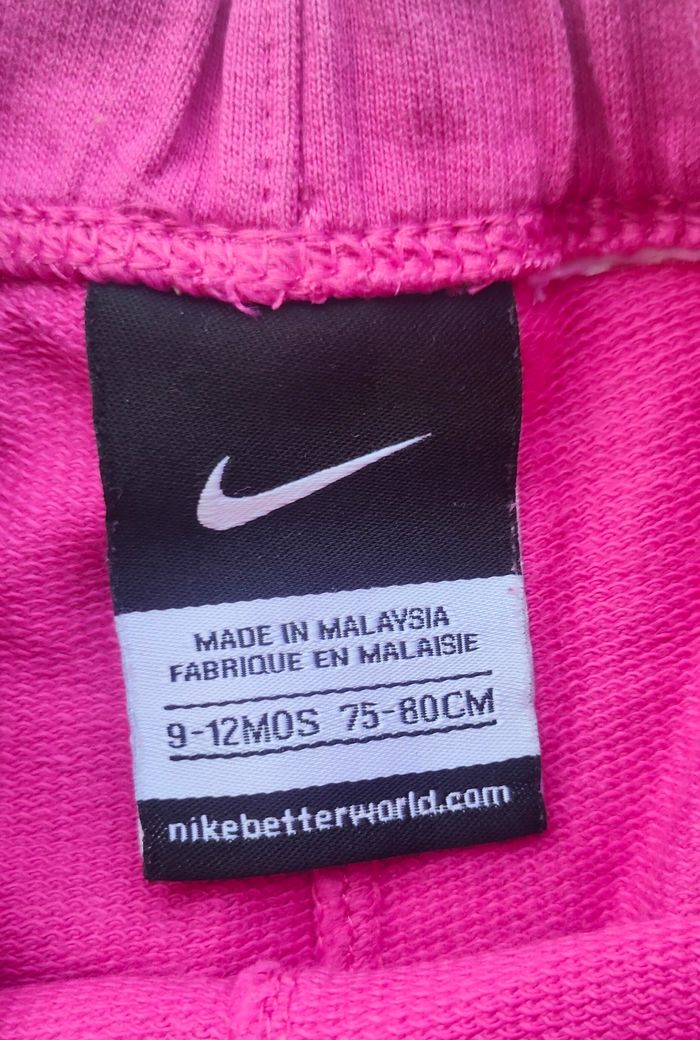 MADE IN MALAYSIA
FABRIQUE EN MALAISIE
9-12MOS 75-80CM
nikebetterworld.com